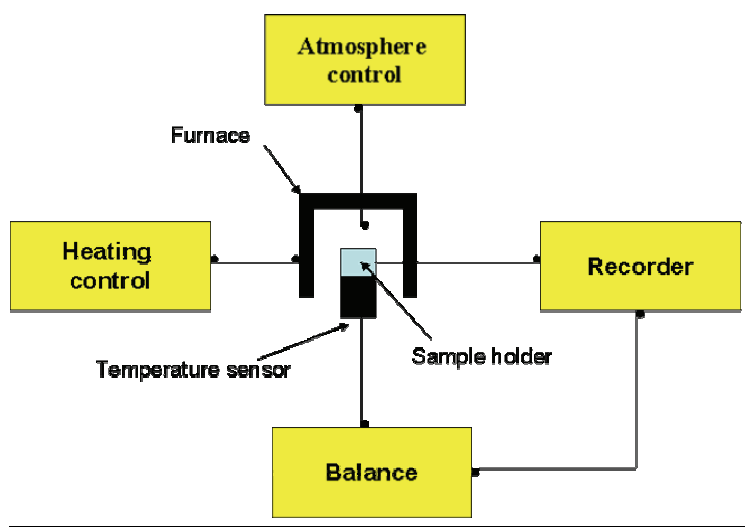 Atmosphere
control
Furnace
Heating
control
Recorder
Temperature sensor
Sample holder
Balance